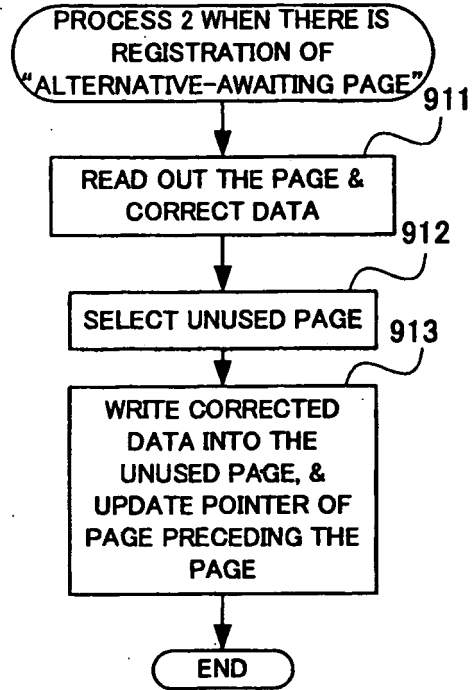 PROCESS 2 WHEN THERE IS
REGISTRATION OF
"ALTERNATIVE-AWAITING PAGE"
911
READ OUT THE PAGE &
CORRECT DATA
912
SELECT UNUSED PAGE
913
WRITE CORRECTED
DATA INTO THE
UNUSED PAGE, &
UPDATE POINTER OF
PAGE PRECEDING THE
PAGE
END